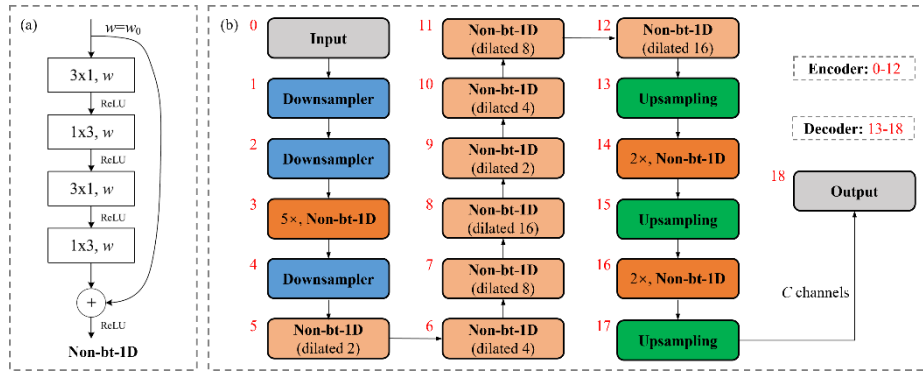 (a)
w=w0
3x1, w
ReLU
1x3, w
ReLU
3x1, w
ReLU
1x3, w
+
ReLU
Non-bt-1D
(b)
0
Input
1
Downsampler
2
Downsampler
3
5×, Non-bt-1D
4
Downsampler
5
Non-bt-1D
(dilated 2)
6
Non-bt-1D
(dilated 4)
7
Non-bt-1D
(dilated 8)
8
Non-bt-1D
(dilated 16)
9
Non-bt-1D
(dilated 2)
10
Non-bt-1D
(dilated 4)
11
Non-bt-1D
(dilated 8)
12
Non-bt-1D
(dilated 16)
13
Upsampling
14
2×, Non-bt-1D
15
Upsampling
16
2×, Non-bt-1D
17
Upsampling
C channels
18
Output
Encoder: 0-12
Decoder: 13-18